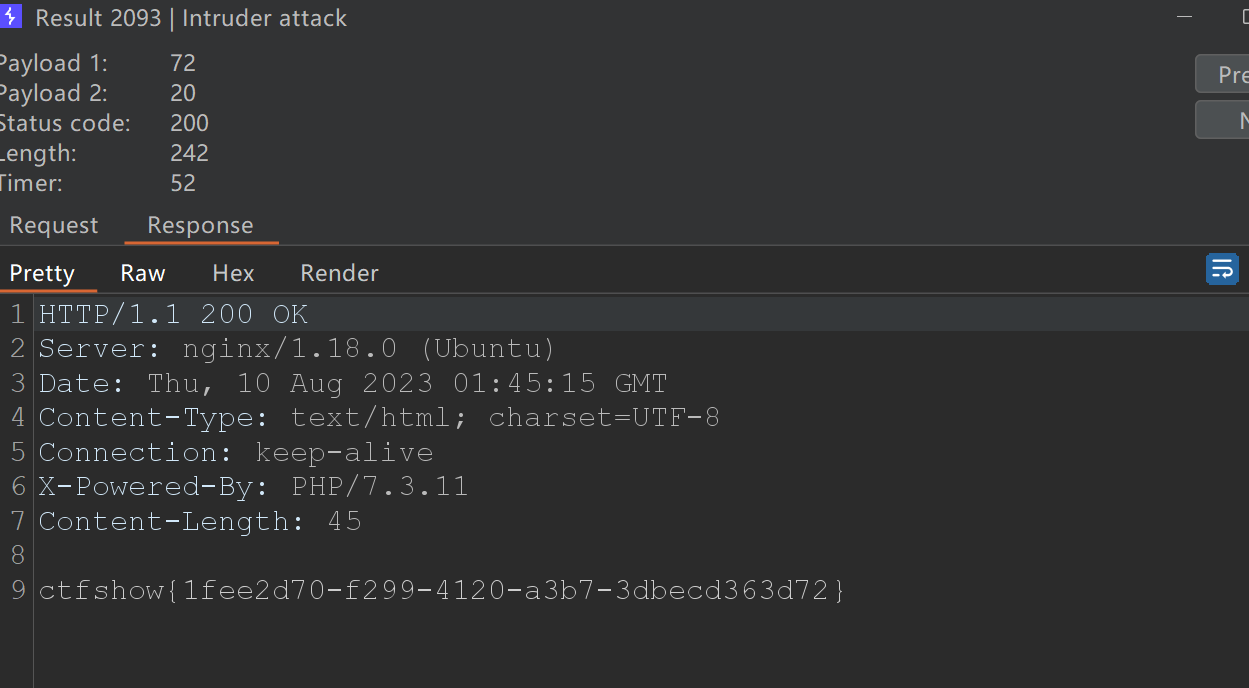 Result 2093 | Intruder attack
Payload 1: 72
Payload 2: 20
Status code: 200
Length: 242
Timer: 52
Request Response
Pretty Raw Hex Render
1 HTTP/1.1 200 OK
2 Server: nginx/1.18.0 (Ubuntu)
3 Date: Thu, 10 Aug 2023 01:45:15 GMT
4 Content-Type: text/html; charset=UTF-8
5 Connection: keep-alive
6 X-Powered-By: PHP/7.3.11
7 Content-Length: 45
8
9 ctfshow{1fee2d70-f299-4120-a3b7-3dbecd363d72}